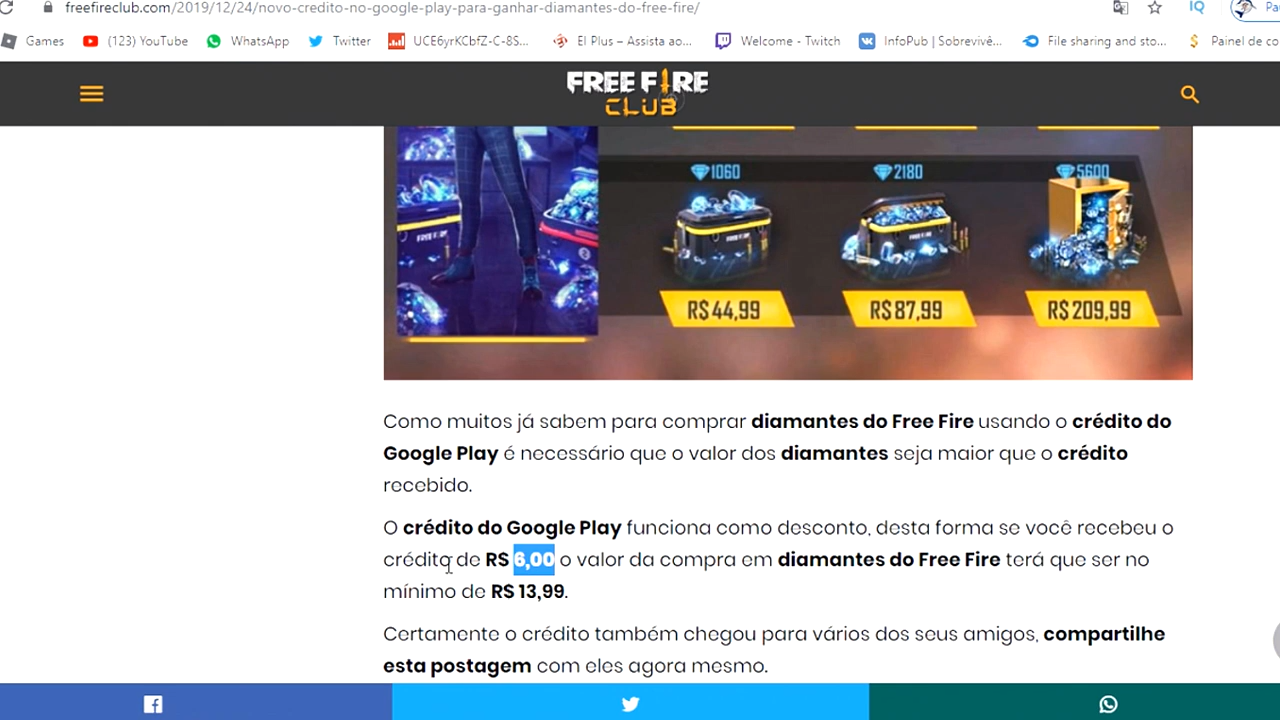 freefireclub.com/2019/12/24/novo-credito-no-google-play-para-ganhar-diamantes-do-free-fire/
Games (123) YouTube WhatsApp Twitter UCE6yrKCbfZ-C-8S... El Plus – Assista ao... Welcome - Twitch InfoPub | Sobrevivê... File sharing and sto... Painel de co
FREE FIRE
CLUB
1060 2180 5600
FREE FIRE
R$ 44,99 R$ 87,99 R$ 209,99
Como muitos já sabem para comprar diamantes do Free Fire usando o crédito do
Google Play é necessário que o valor dos diamantes seja maior que o crédito
recebido.
O crédito do Google Play funciona como desconto, desta forma se você recebeu o
crédito de R$ 6,00 o valor da compra em diamantes do Free Fire terá que ser no
mínimo de R$ 13,99.
Certamente o crédito também chegou para vários dos seus amigos, compartilhe
esta postagem com eles agora mesmo.